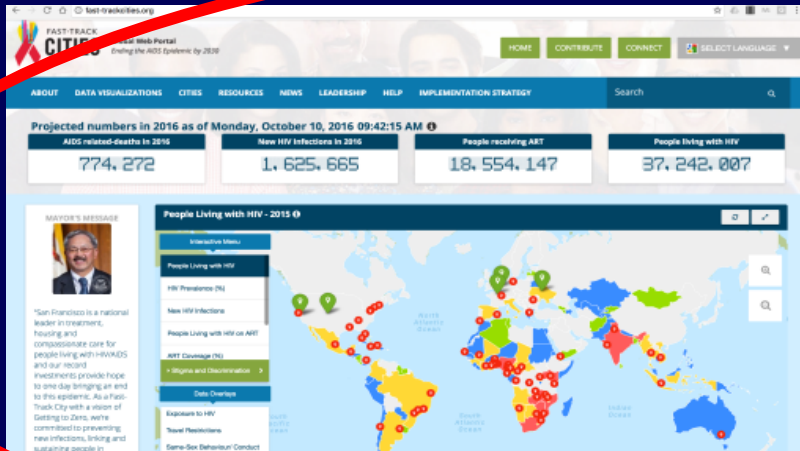 fast-trackcities.org
FAST-TRACK
CITIES
Web Portal
Ending the AIDS Epidemic by 2030
HOME CONTRIBUTE CONNECT SELECT LANGUAGE
ABOUT DATA VISUALIZATIONS CITIES RESOURCES NEWS LEADERSHIP HELP IMPLEMENTATION STRATEGY Search
Projected numbers in 2016 as of Monday, October 10, 2016 09:42:15 AM
AIDS related-deaths in 2016 New HIV Infections in 2016 People receiving ART People living with HIV
774. 272 1. 625. 665 18. 554. 147 37. 242. 007
MAYOR'S MESSAGE
"San Francisco is a national
leader in treatment,
housing and
compassionate care for
people living with HIV/AIDS
and our record
investments provide hope
to one day bringing an end
to this epidemic. As a Fast-
Track City with a vision of
Getting to Zero, we're
committed to preventing
new infections, linking and
sustaining people in
People Living with HIV - 2015
Interactive Menu
People Living with HIV
HIV Prevalence (%)
New HIV Infections
People Living with HIV on ART
ART Coverage (%)
Stigma and Discrimination
Data Overlays
Exposure to HIV
Travel Restrictions
Same-Sex Behaviour/ Conduct
North
Atlantic
Ocean
South
Atlantic
Ocean
Indian
Ocean